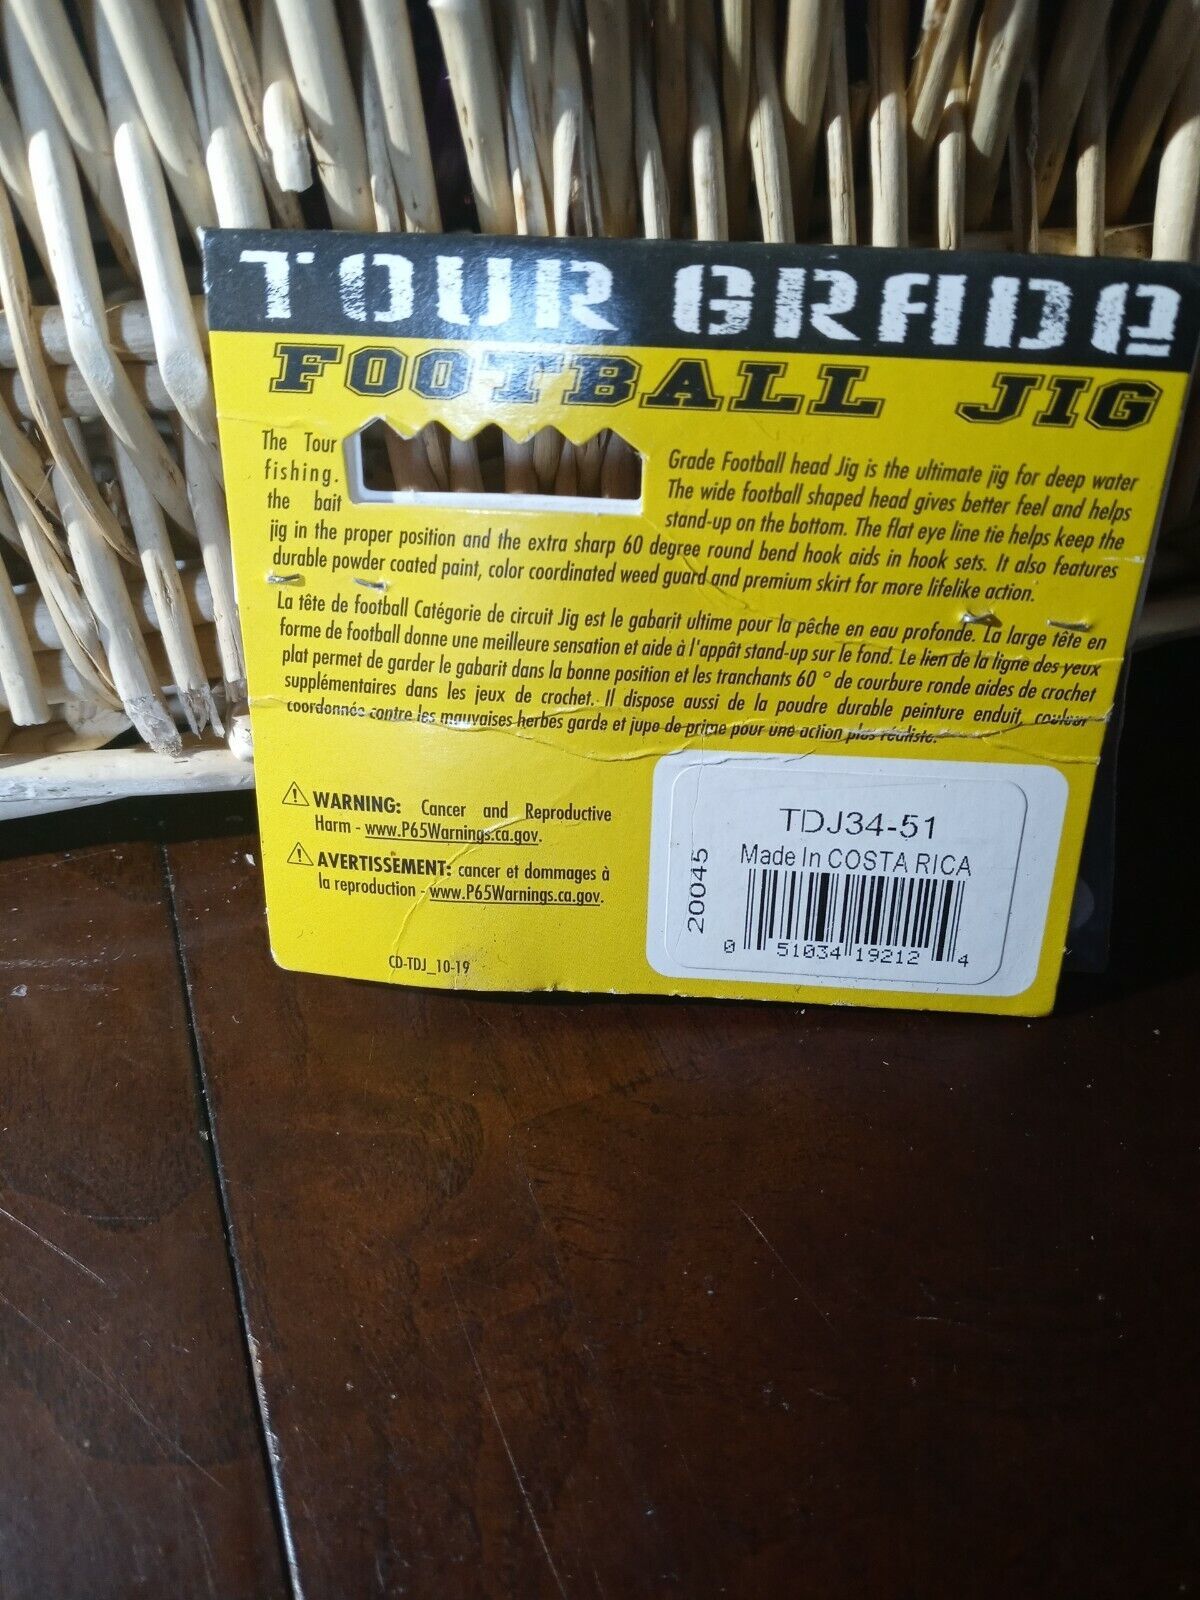 TOUR GRADE
FOOTBALL JIG
The Tour Grade Football head Jig is the ultimate jig for deep water
fishing. The wide football shaped head gives better feel and helps
the bait stand-up on the bottom. The flat eye line tie helps keep the
jig in the proper position and the extra sharp 60 degree round bend hook aids in hook sets. It also features
durable powder coated paint, color coordinated weed guard and premium skirt for more lifelike action.
La tête de football Catégorie de circuit Jig est le gabarit ultime pour la pêche en eau profonde. La large tête en
forme de football donne une meilleure sensation et aide à l'appât stand-up sur le fond. Le lien de la ligne des yeux
plat permet de garder le gabarit dans la bonne position et les tranchants 60 ° de courbure ronde aides de crochet
supplémentaires dans les jeux de crochet. Il dispose aussi de la poudre durable peinture enduit, couleur
coordonnée contre les mauvaises herbes garde et jupe de prime pour une action plus réaliste.
WARNING: Cancer and Reproductive
Harm - www.P65Warnings.ca.gov.
AVERTISSEMENT: cancer et dommages à
la reproduction - www.P65Warnings.ca.gov.
CD-TDJ_10-19
TDJ34-51
Made In COSTA RICA
20045
0 51034 19212 4